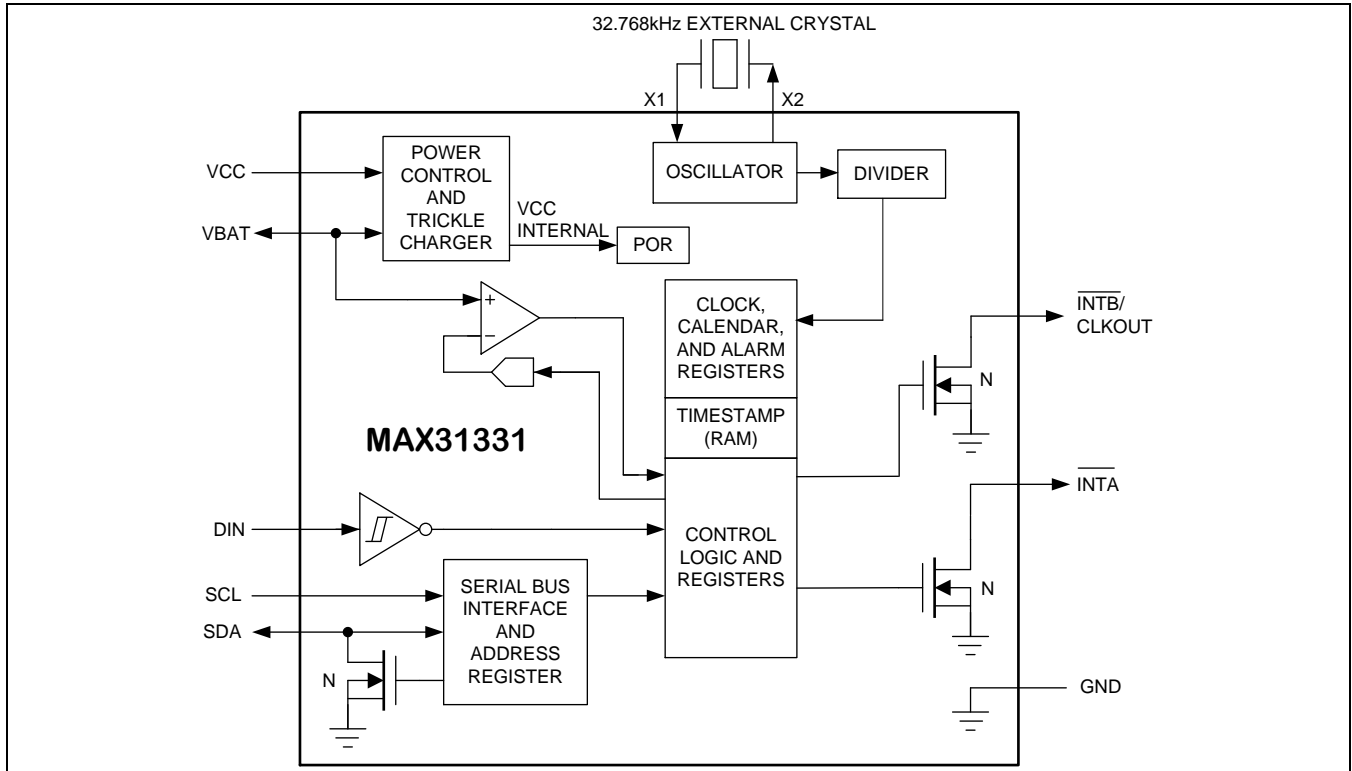 32.768kHz EXTERNAL CRYSTAL
X1
X2
VCC
POWER
CONTROL
AND
TRICKLE
CHARGER
OSCILLATOR
DIVIDER
VBAT
VCC
INTERNAL
POR
+
−
CLOCK,
CALENDAR,
AND ALARM
REGISTERS
INTB/
CLKOUT
N
TIMESTAMP
(RAM)
MAX31331
INTA
DIN
CONTROL
LOGIC AND
REGISTERS
N
SCL
SERIAL BUS
INTERFACE
AND
ADDRESS
REGISTER
SDA
N
GND